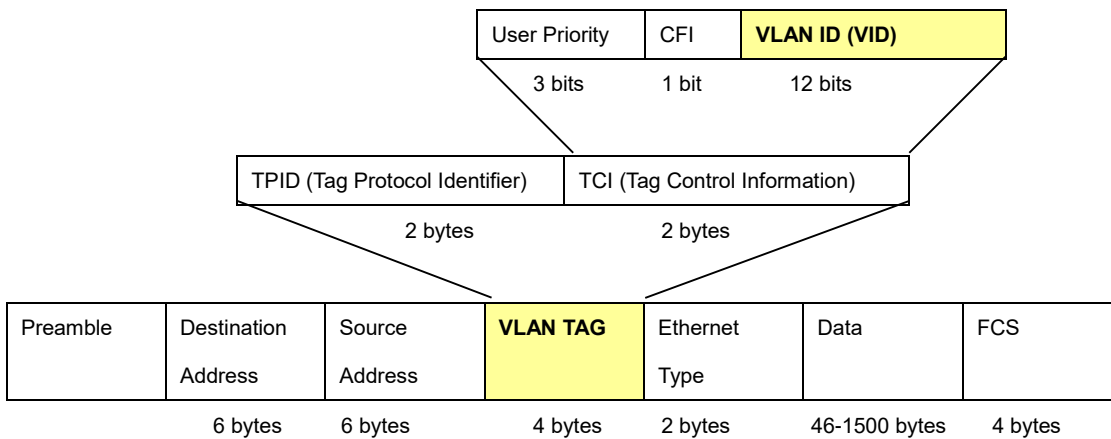 User Priority CFI VLAN ID (VID)
3 bits 1 bit 12 bits
TPID (Tag Protocol Identifier) TCI (Tag Control Information)
2 bytes 2 bytes
Preamble Destination Source VLAN TAG Ethernet Data FCS
Address Address Type
6 bytes 6 bytes 4 bytes 2 bytes 46-1500 bytes 4 bytes